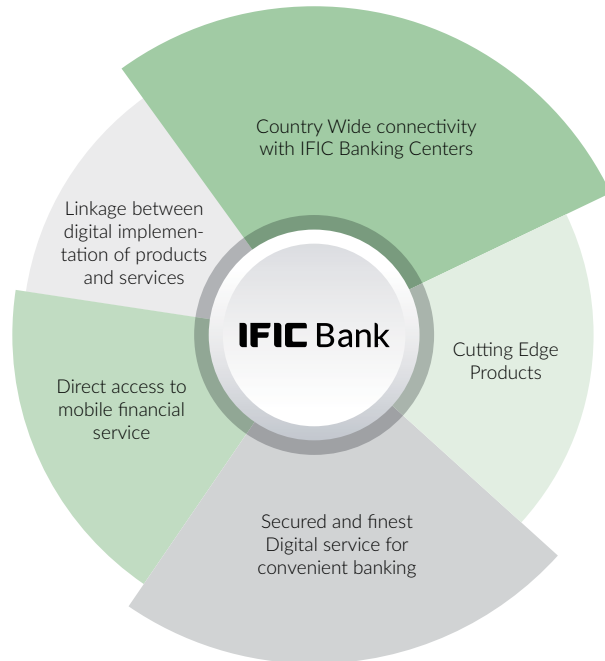 Country Wide connectivity
with IFIC Banking Centers
Linkage between
digital implemen-
tation of products
and services
IFIC Bank
Cutting Edge
Products
Direct access to
mobile financial
service
Secured and finest
Digital service for
convenient banking